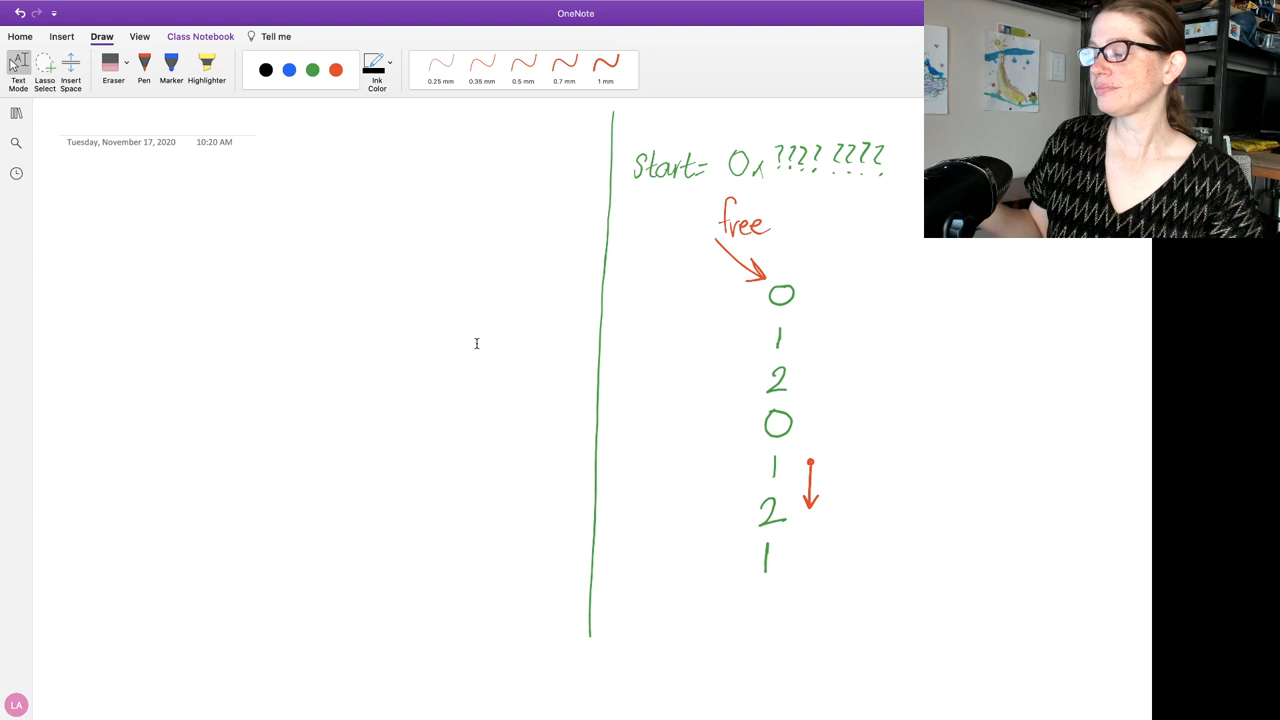 OneNote
Home Insert Draw View Class Notebook Tell me
Text Mode
Lasso Select
Insert Space
Eraser
Pen
Marker
Highlighter
Ink Color
0.25 mm
0.35 mm
0.5 mm
0.7 mm
1 mm
Tuesday, November 17, 2020 10:20 AM
Start= 0x ???? ????
free
0
1
2
0
1
2
1
LA